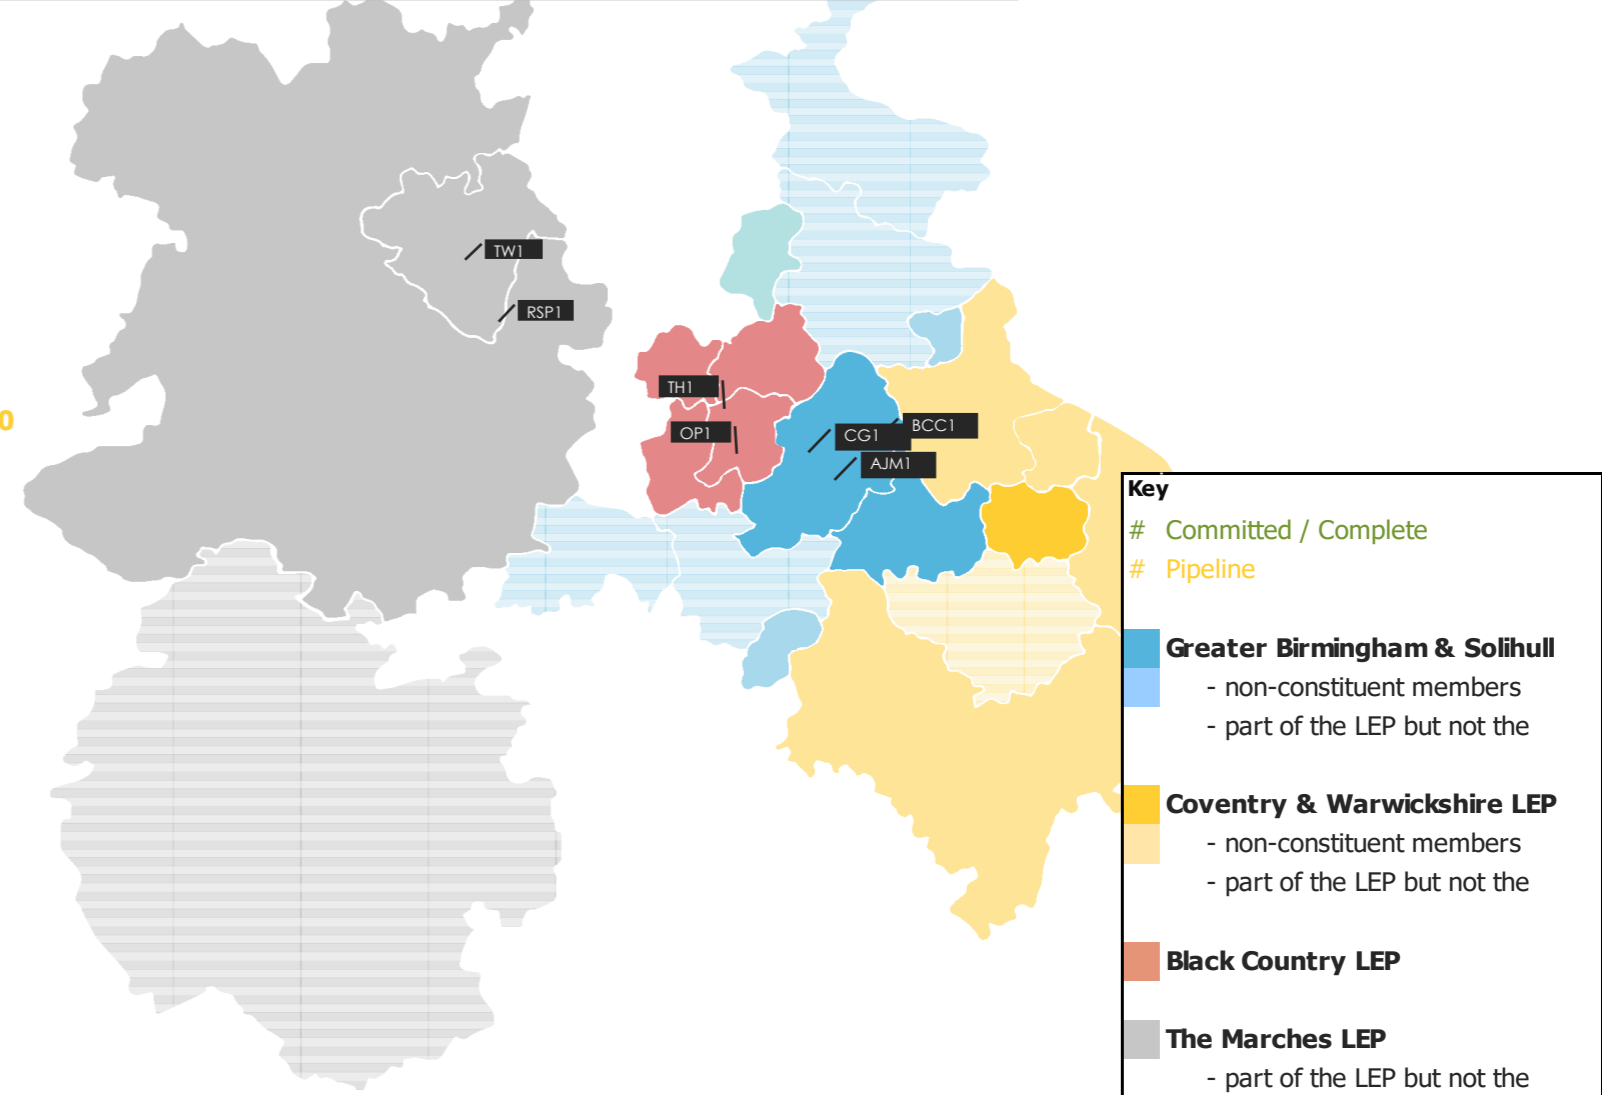 TW1
RSP1
TH1
0
BCC1
OP1
CG1
AJM1
Key
# Committed / Complete
# Pipeline
Greater Birmingham & Solihull
- non-constituent members
- part of the LEP but not the
Coventry & Warwickshire LEP
- non-constituent members
- part of the LEP but not the
Black Country LEP
The Marches LEP
- part of the LEP but not the